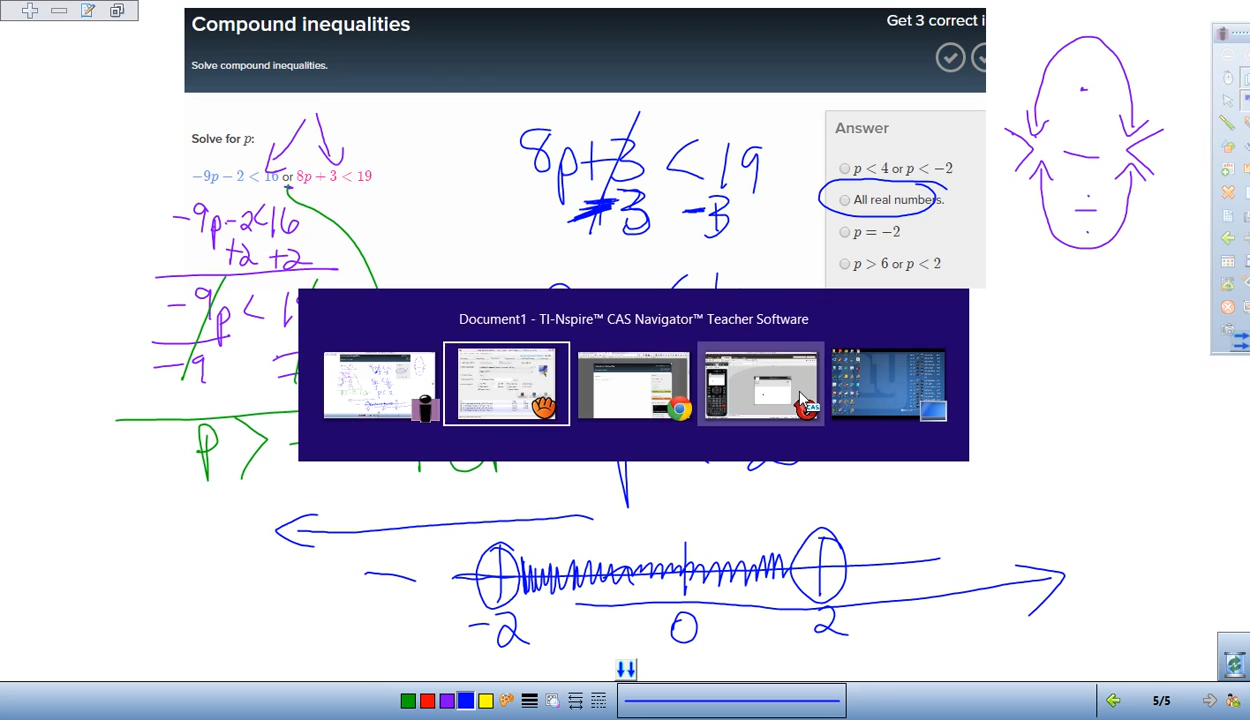 Compound inequalities
Get 3 correct i
Solve compound inequalities.
Solve for p:
−9p − 2 < 16 or 8p + 3 < 19
-9p-2<16
+2 +2
-9p <
-9
p >
8p+3 < 19
-3
Answer
p < 4 or p < −2
All real numbers.
p = −2
p > 6 or p < 2
Document1 - TI-Nspire™ CAS Navigator™ Teacher Software
CAS
-2 0 2
5/5